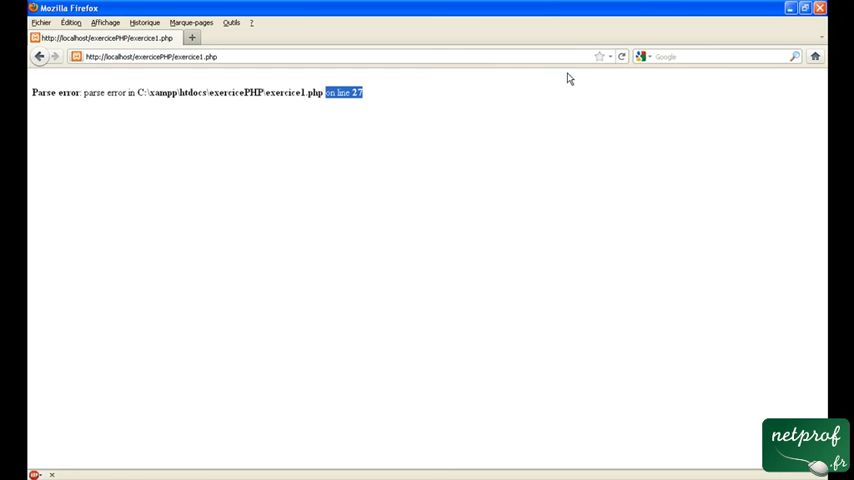 Mozilla Firefox
Fichier Édition Affichage Historique Marque-pages Outils ?
http://localhost/exercicePHP/exercice1.php
http://localhost/exercicePHP/exercice1.php Google
Parse error: parse error in C:\xampp\htdocs\exercicePHP\exercice1.php on line 27
netprof
.fr